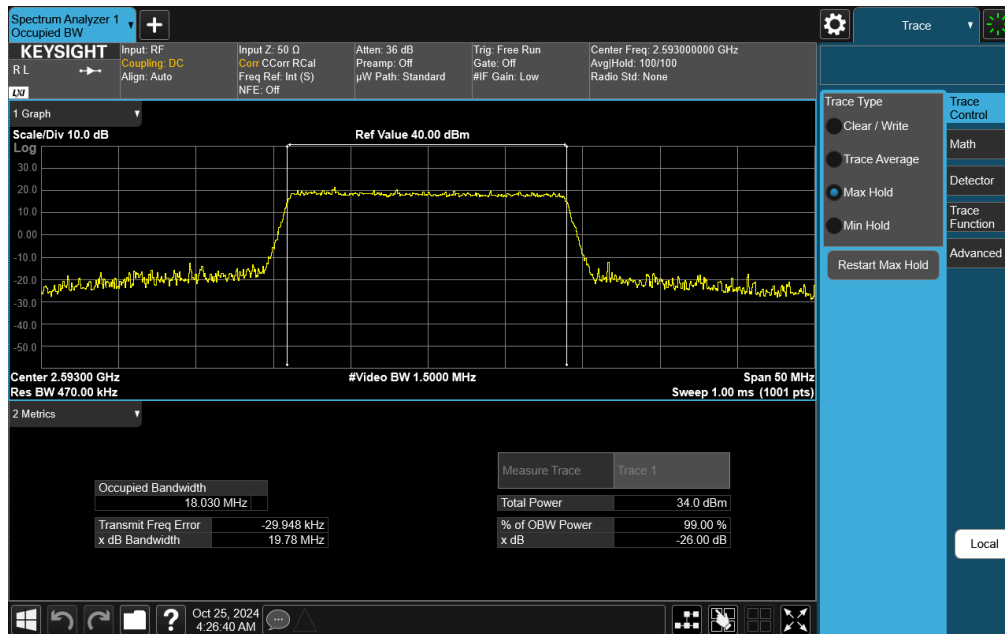 Spectrum Analyzer 1
Occupied BW
Trace
KEYSIGHT
R L
LXI
Input: RF
Coupling: DC
Align: Auto
Input Z: 50 Ω
Corr CCorr RCal
Freq Ref: Int (S)
NFE: Off
Atten: 36 dB
Preamp: Off
µW Path: Standard
Trig: Free Run
Gate: Off
#IF Gain: Low
Center Freq: 2.593000000 GHz
Avg|Hold: 100/100
Radio Std: None
1 Graph
Scale/Div 10.0 dB
Ref Value 40.00 dBm
Log
30.0
20.0
10.0
0.00
-10.0
-20.0
-30.0
-40.0
-50.0
Center 2.59300 GHz
#Video BW 1.5000 MHz
Span 50 MHz
Res BW 470.00 kHz
Sweep 1.00 ms (1001 pts)
2 Metrics
Measure Trace Trace 1
Occupied Bandwidth
18.030 MHz
Total Power 34.0 dBm
Transmit Freq Error -29.948 kHz
% of OBW Power 99.00 %
x dB Bandwidth 19.78 MHz
x dB -26.00 dB
Trace Type
Clear / Write
Trace Average
Max Hold
Min Hold
Restart Max Hold
Trace
Control
Math
Detector
Trace
Function
Advanced
Local
?
Oct 25, 2024
4:26:40 AM